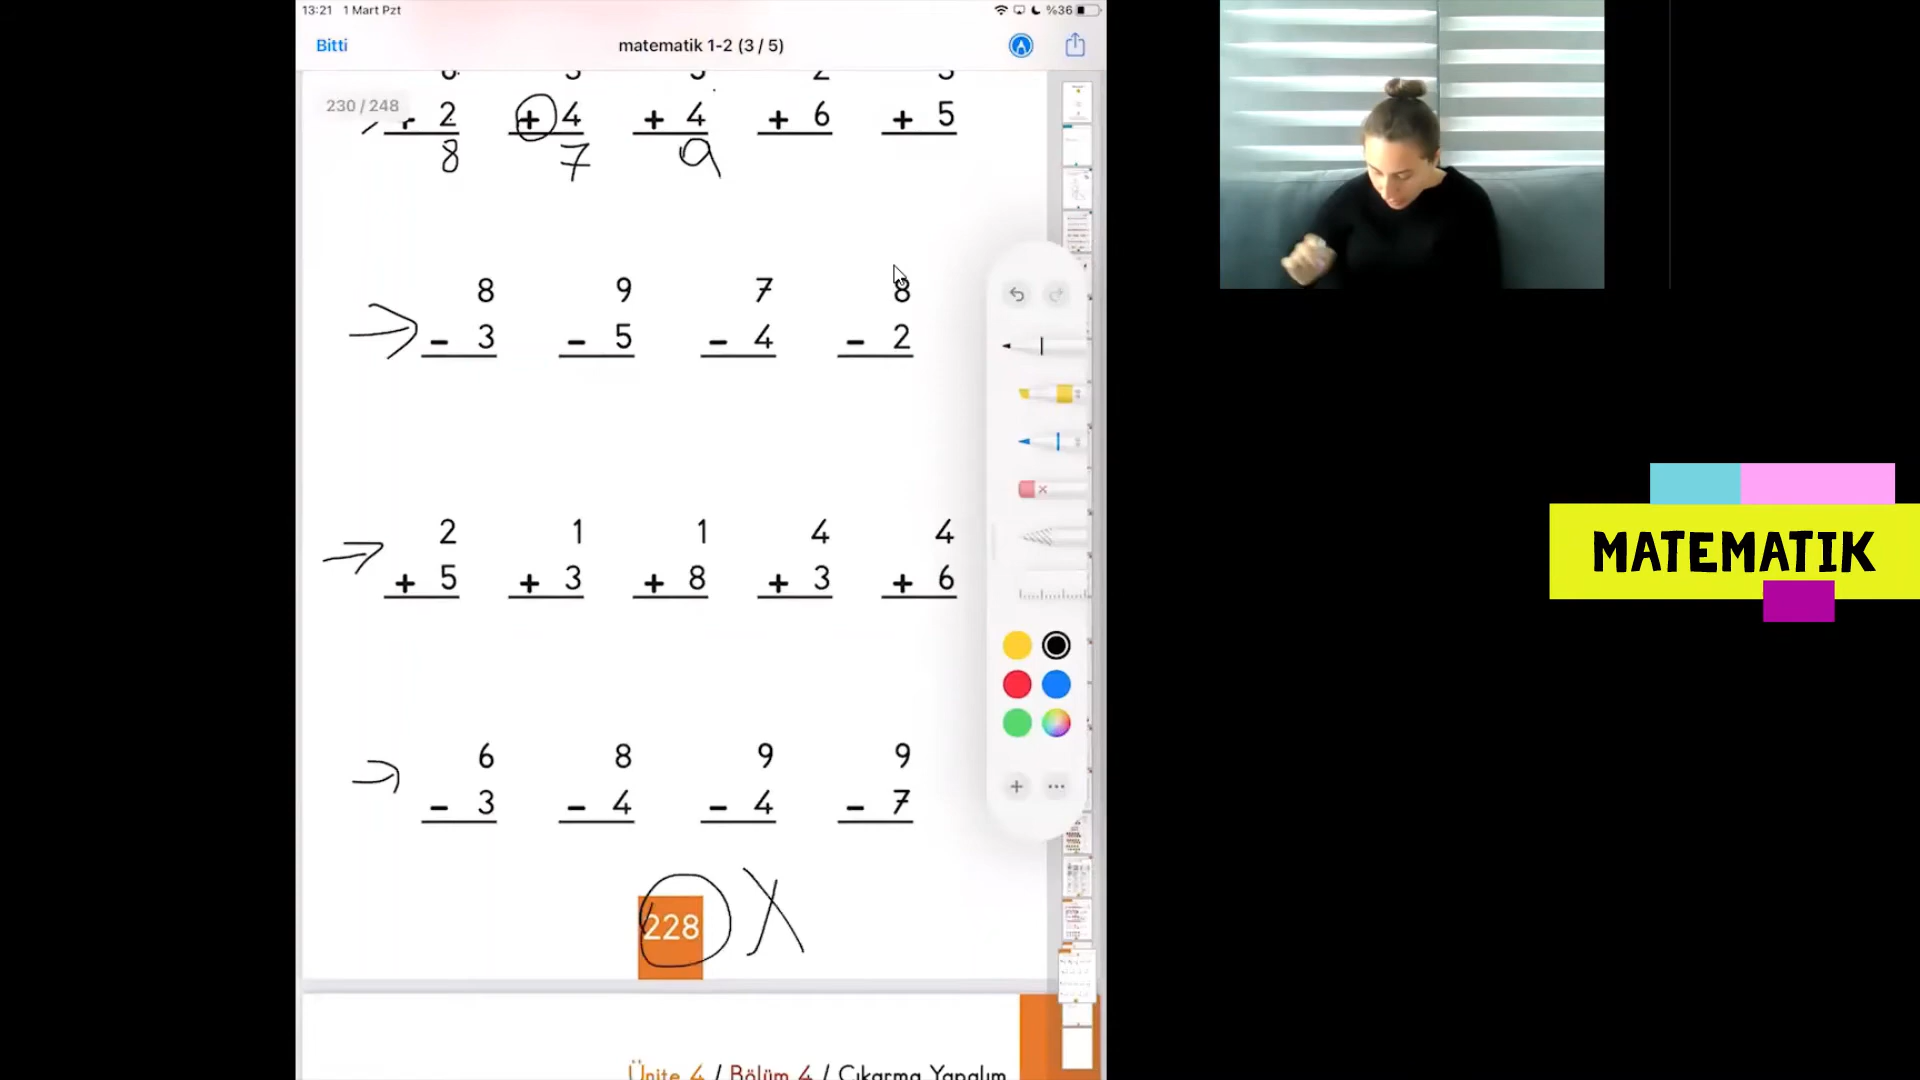 13:21 1 Mart Pzt %36
Bitti matematik 1-2 (3 / 5)
230 / 248
2 + 4 + 4 + 6 + 5
8 7 9
8 9 7 8
- 3 - 5 - 4 - 2
2 1 1 4 4
+ 5 + 3 + 8 + 3 + 6
6 8 9 9
- 3 - 4 - 4 - 7
228 X
Ünite 4 / Bölüm 4 / Çıkarma Yapalım
MATEMATIK